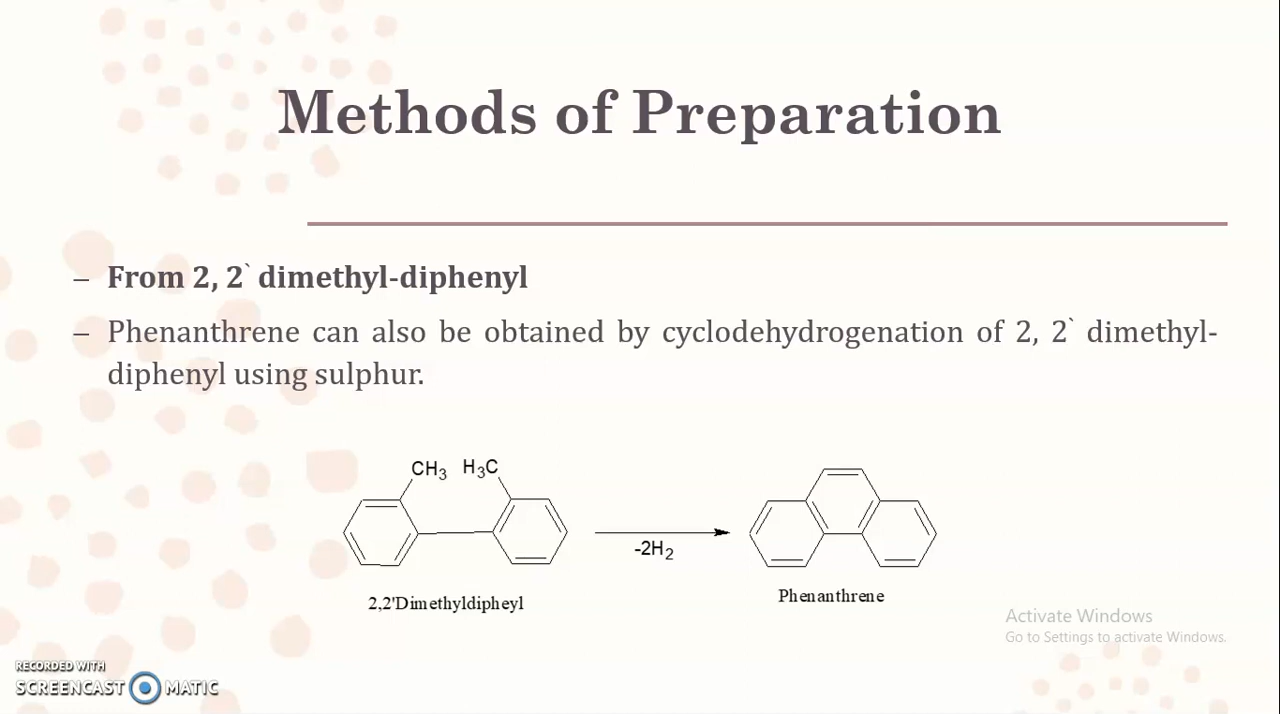 Methods of Preparation
– From 2, 2` dimethyl-diphenyl
– Phenanthrene can also be obtained by cyclodehydrogenation of 2, 2` dimethyl-
diphenyl using sulphur.
CH3 H3C
-2H2
2,2'Dimethyldipheyl
Phenanthrene
Activate Windows
Go to Settings to activate Windows.
RECORDED WITH
SCREENCAST MATIC